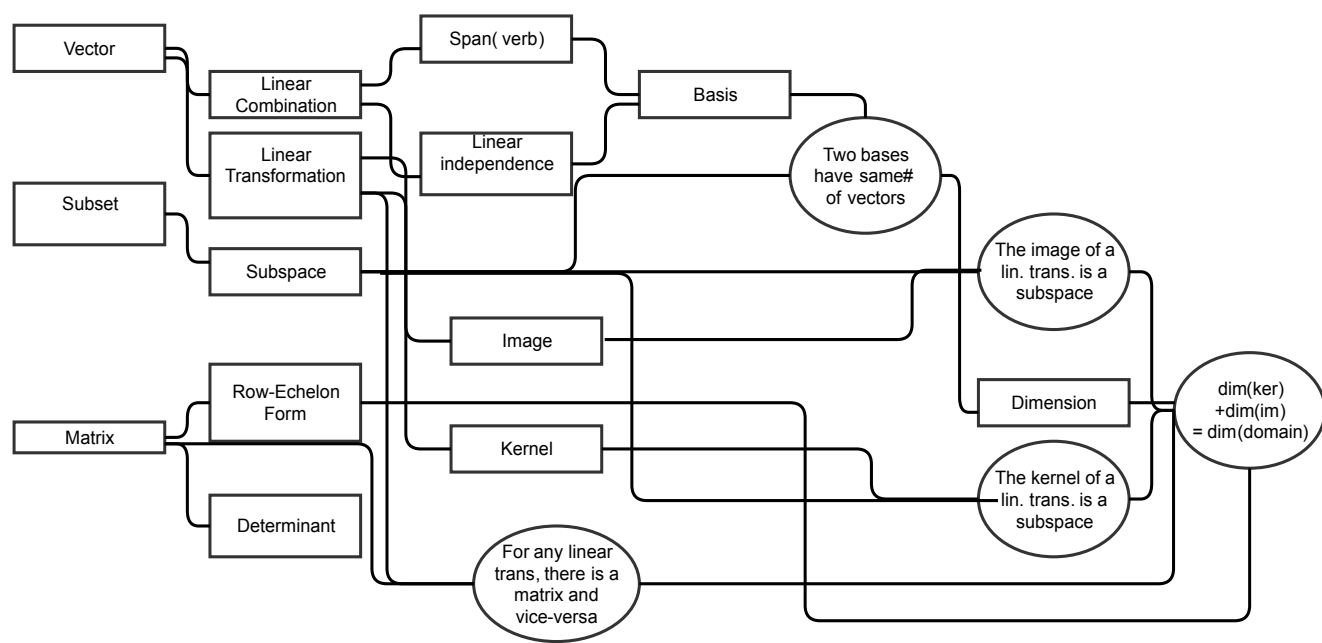 Vector
Linear
Combination
Span( verb)
Basis
Linear
Transformation
Linear
independence
Two bases
have same#
of vectors
Subset
Subspace
The image of a
lin. trans. is a
subspace
Image
Row-Echelon
Form
Dimension
dim(ker)
+dim(im)
= dim(domain)
Matrix
Kernel
The kernel of a
lin. trans. is a
subspace
Determinant
For any linear
trans, there is a
matrix and
vice-versa